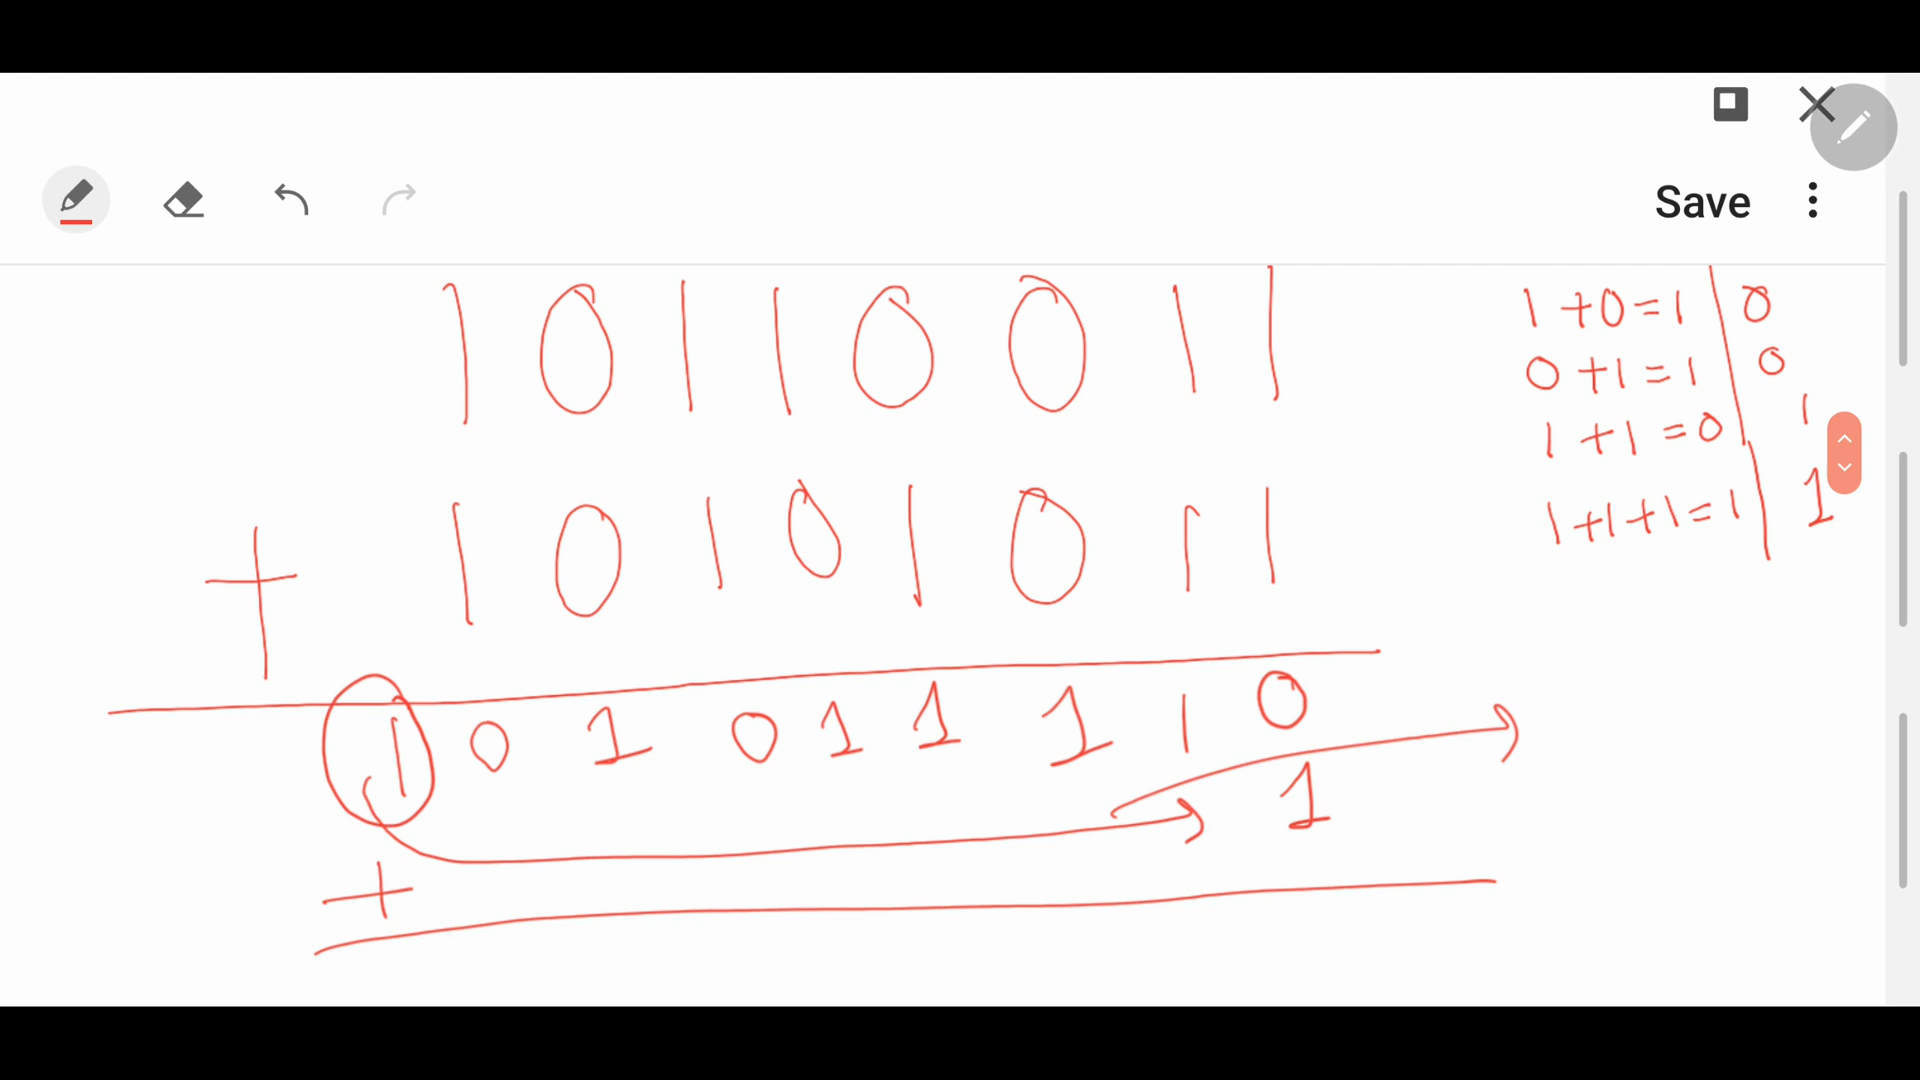 Save
1 0 1 1 0 0 1 1
+ 1 0 1 0 1 0 1 1
1 0 1 0 1 1 1 1 0
1
+
1+0=1 | 0
0+1=1 | 0
1+1=0 | 1
1+1+1=1 | 1